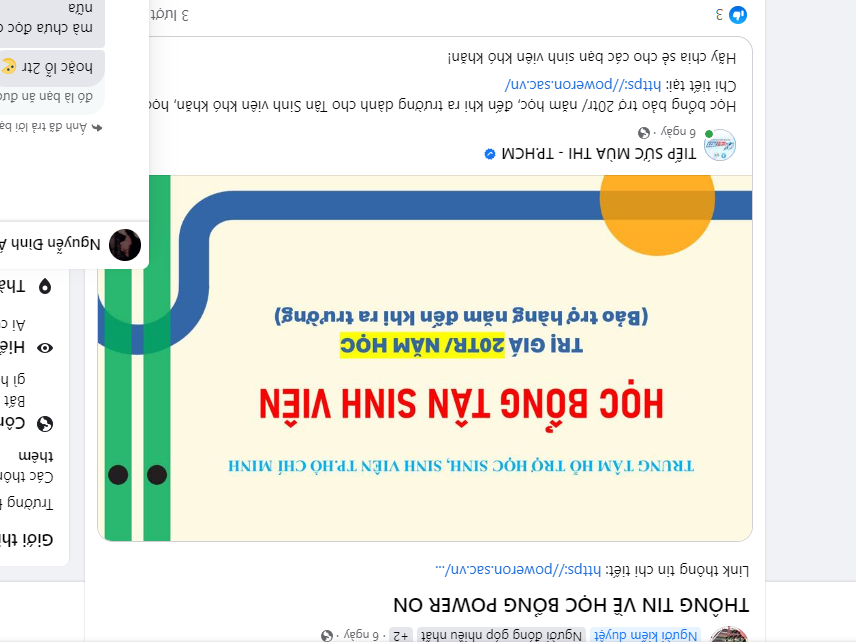 Người kiểm duyệt Người đóng góp nhiều nhất +2 · 6 ngày ·
THÔNG TIN VỀ HỌC BỔNG POWER ON
Link thông tin chi tiết: https://poweron.sac.vn/...
TRUNG TÂM HỖ TRỢ HỌC SINH, SINH VIÊN TP.HỒ CHÍ MINH
HỌC BỔNG TÂN SINH VIÊN
TRỊ GIÁ 20TR/ NĂM HỌC
(Bảo trợ hàng năm đến khi ra trường)
TIẾP SỨC MÙA THI - TP.HCM
6 ngày ·
Học bổng bảo trợ 20tr/ năm học, đến khi ra trường dành cho Tân Sinh viên khó khăn, học
Chi tiết tại: https://poweron.sac.vn/
Hãy chia sẻ cho các bạn sinh viên khó khăn!
3
3 lượt
Giới thi
Trường t
Các thôn
thêm
Côn
Bất
gì h
Hiển
Ai c
Thà
Nguyễn Đình Á
Ánh đã trả lời bạ
đó là bạn ăn đượ
hoặc lỗ 2tr 🤕
mà chưa đọc
nữa